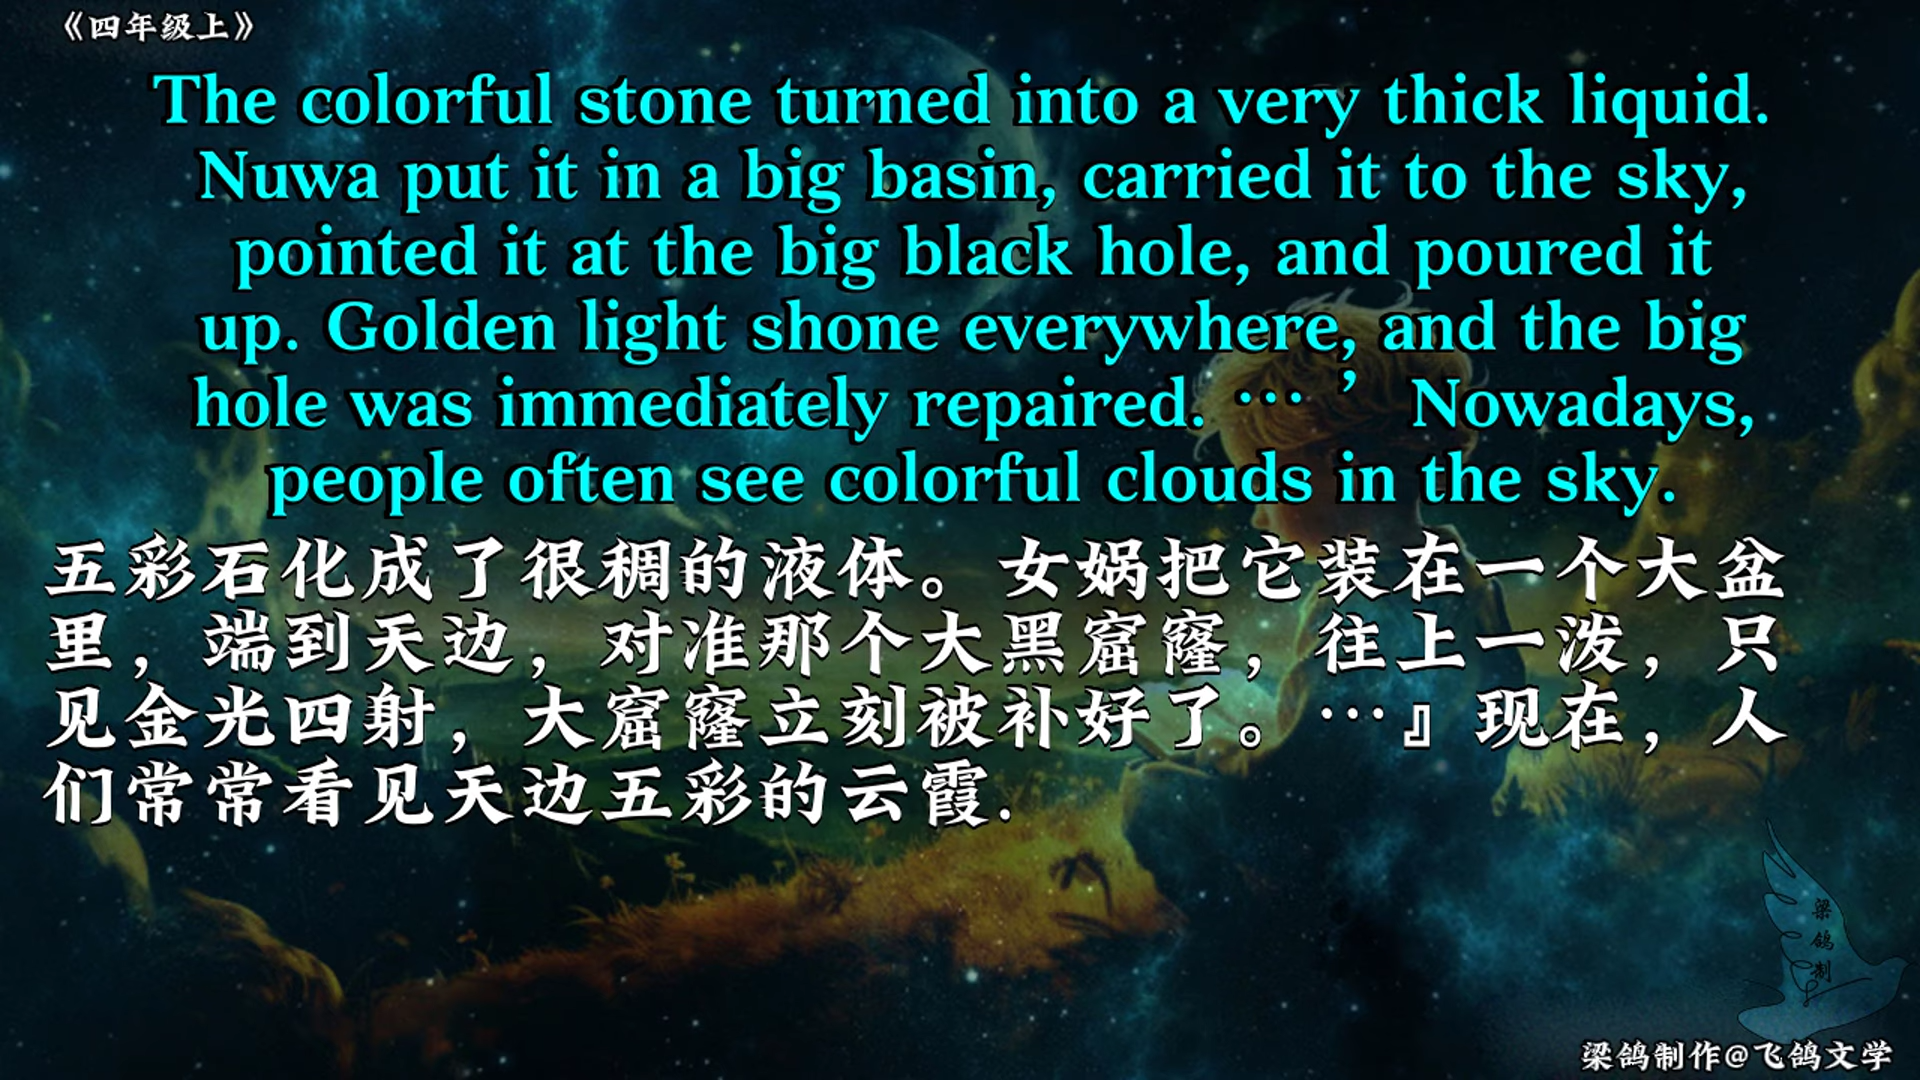 《四年级上》
The colorful stone turned into a very thick liquid.
Nuwa put it in a big basin, carried it to the sky,
pointed it at the big black hole, and poured it
up. Golden light shone everywhere, and the big
hole was immediately repaired. …’ Nowadays,
people often see colorful clouds in the sky.
五彩石化成了很稠的液体。女娲把它装在一个大盆
里，端到天边，对准那个大黑窟窿，往上一泼，只
见金光四射，大窟窿立刻被补好了。…』现在，人
们常常看见天边五彩的云霞.
梁
鸽
制
梁鸽制作@飞鸽文学